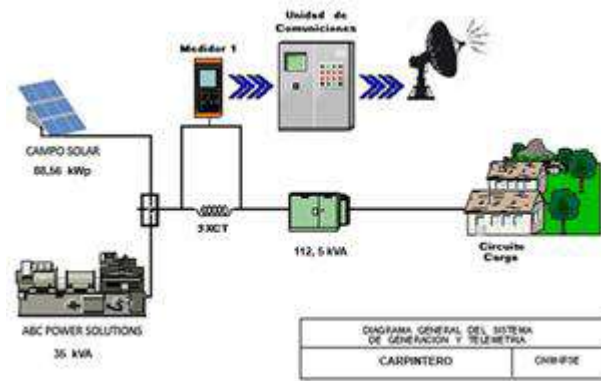 Unidad de
Comuniciones
Medidor 1
CAMPO SOLAR
88,56 kWp
3XCT
112,5 kVA
Circuito
Carga
ABC POWER SOLUTIONS
35 kVA
DIAGRAMA GENERAL DEL SISTEMA
DE GENERACION Y TELEMETRIA
CARPINTERO